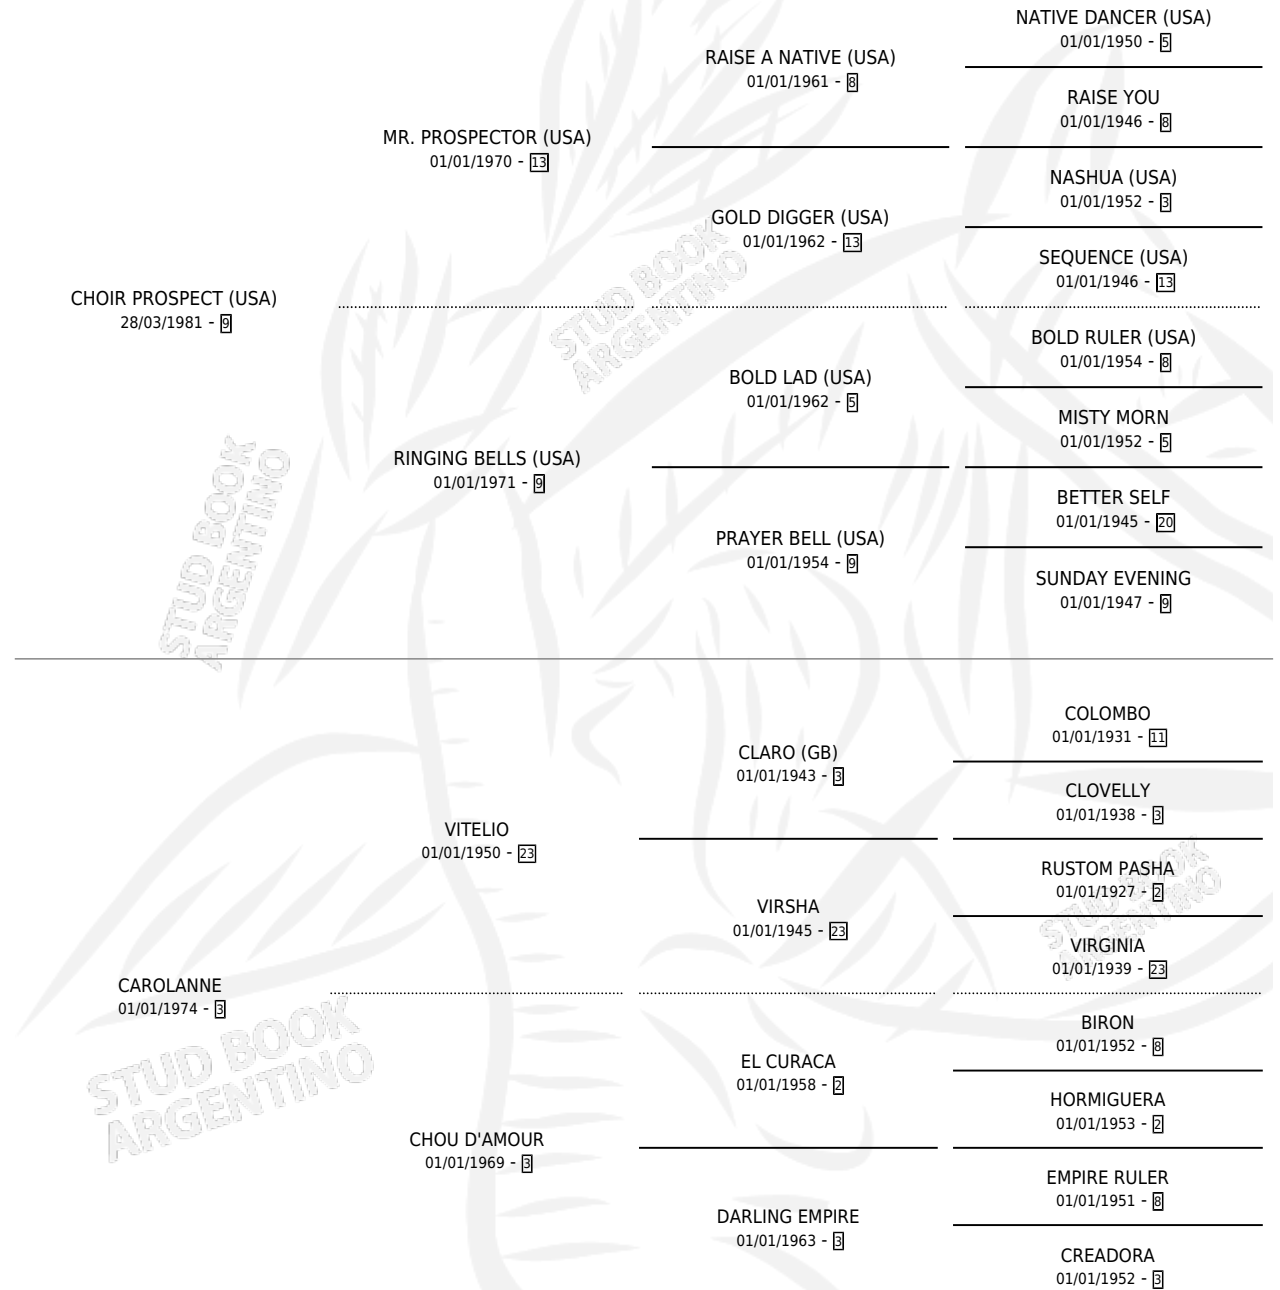 NATIVE DANCER (USA)
01/01/1950 - 5
RAISE A NATIVE (USA)
01/01/1961 - 8
RAISE YOU
01/01/1946 - 8
MR. PROSPECTOR (USA)
01/01/1970 - 13
NASHUA (USA)
01/01/1952 - 3
GOLD DIGGER (USA)
01/01/1962 - 13
SEQUENCE (USA)
01/01/1946 - 13
CHOIR PROSPECT (USA)
28/03/1981 - 9
STUD BOOK
ARGENTINO
BOLD RULER (USA)
01/01/1954 - 8
BOLD LAD (USA)
01/01/1962 - 5
MISTY MORN
01/01/1952 - 5
RINGING BELLS (USA)
01/01/1971 - 9
BETTER SELF
01/01/1945 - 20
PRAYER BELL (USA)
01/01/1954 - 9
SUNDAY EVENING
01/01/1947 - 9
STUD BOOK
ARGENTINO
COLOMBO
01/01/1931 - 11
CLARO (GB)
01/01/1943 - 3
CLOVELLY
01/01/1938 - 3
VITELIO
01/01/1950 - 23
RUSTOM PASHA
01/01/1927 - 2
VIRSHA
01/01/1945 - 23
VIRGINIA
01/01/1939 - 23
STUD BOOK
ARGENTINO
CAROLANNE
01/01/1974 - 3
BIRON
01/01/1952 - 8
EL CURACA
01/01/1958 - 2
HORMIGUERA
01/01/1953 - 2
STUD BOOK
ARGENTINO
CHOU D'AMOUR
01/01/1969 - 3
EMPIRE RULER
01/01/1951 - 8
DARLING EMPIRE
01/01/1963 - 3
CREADORA
01/01/1952 - 3